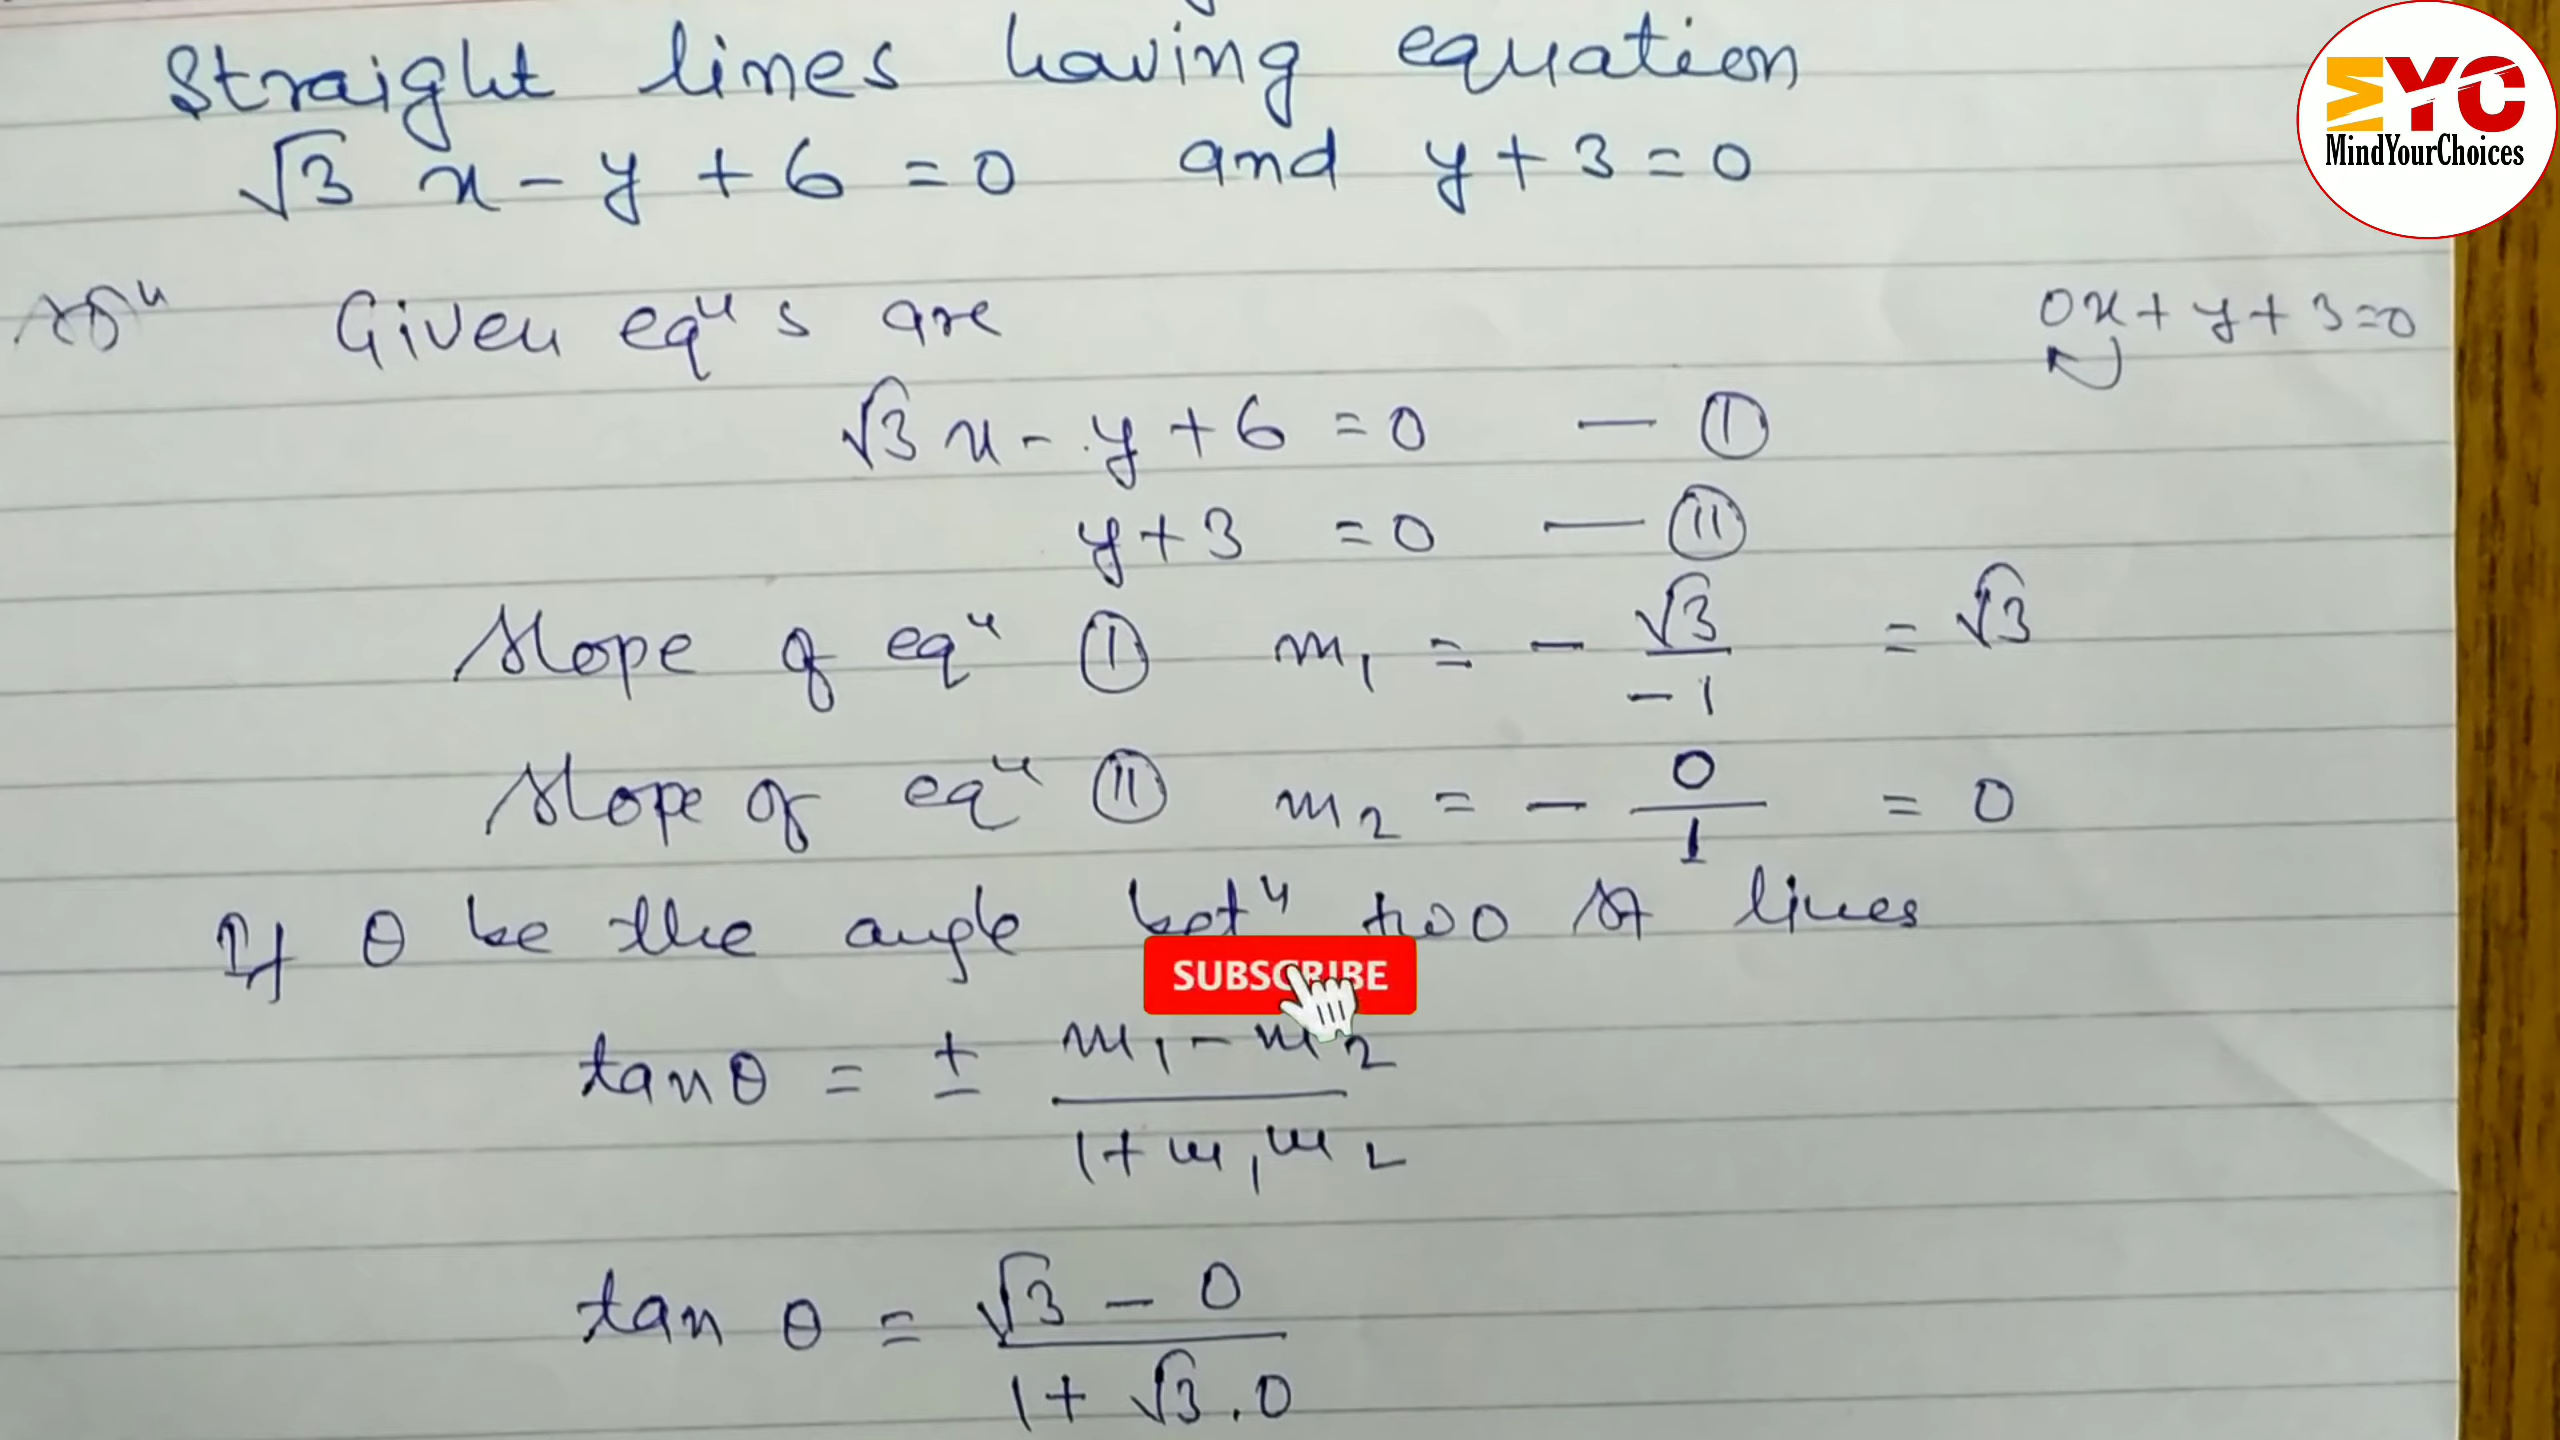 Straight lines having equation
√3 x - y + 6 = 0 and y + 3 = 0
MYC
MindYourChoices
Given eqⁿs are
0x + y + 3 = 0
√3 x - y + 6 = 0 — Ⓘ
y + 3 = 0 — ⓘⓘ
Slope of eqⁿ Ⓘ m₁ = - √3/-1 = √3
Slope of eqⁿ ⓘⓘ m₂ = - 0/1 = 0
If θ be the angle betⁿ two st lines
SUBSCRIBE
tan θ = ± m₁ - m₂ / 1 + m₁m₂
tan θ = √3 - 0 / 1 + √3 . 0